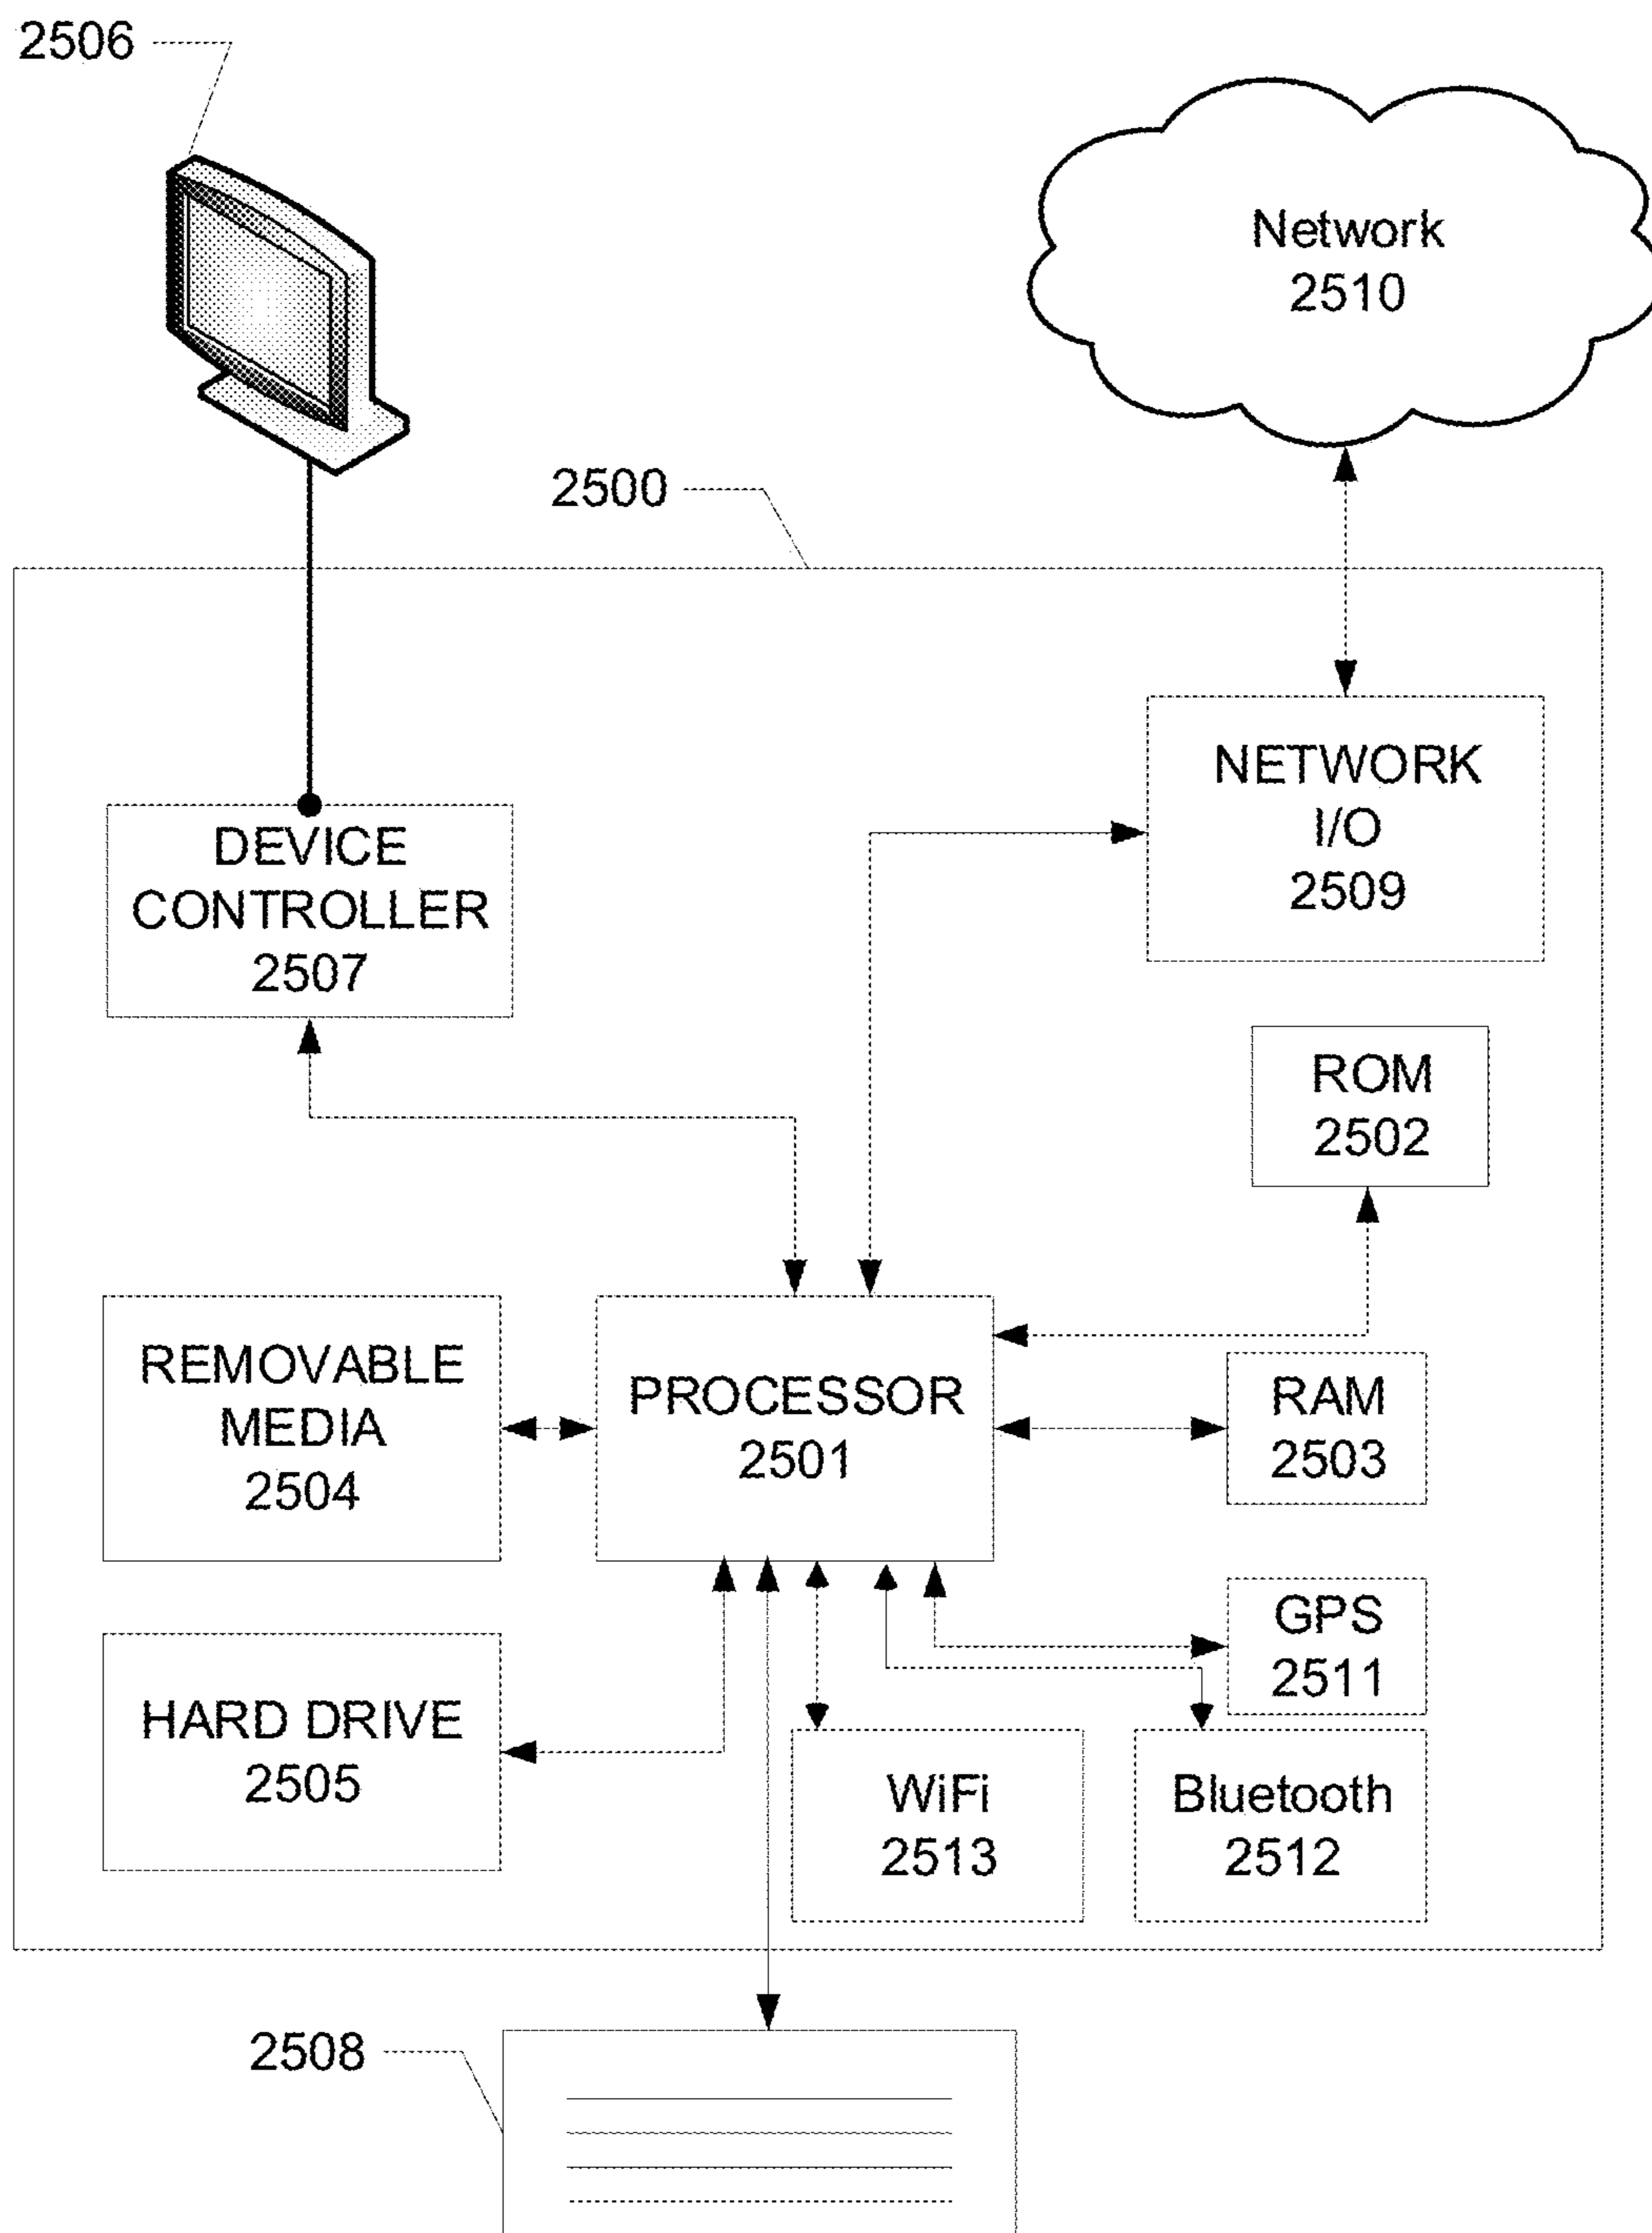 2506
Network
2510
2500
NETWORK
I/O
2509
DEVICE
CONTROLLER
2507
ROM
2502
REMOVABLE
MEDIA
2504
PROCESSOR
2501
RAM
2503
GPS
2511
HARD DRIVE
2505
WiFi
2513
Bluetooth
2512
2508